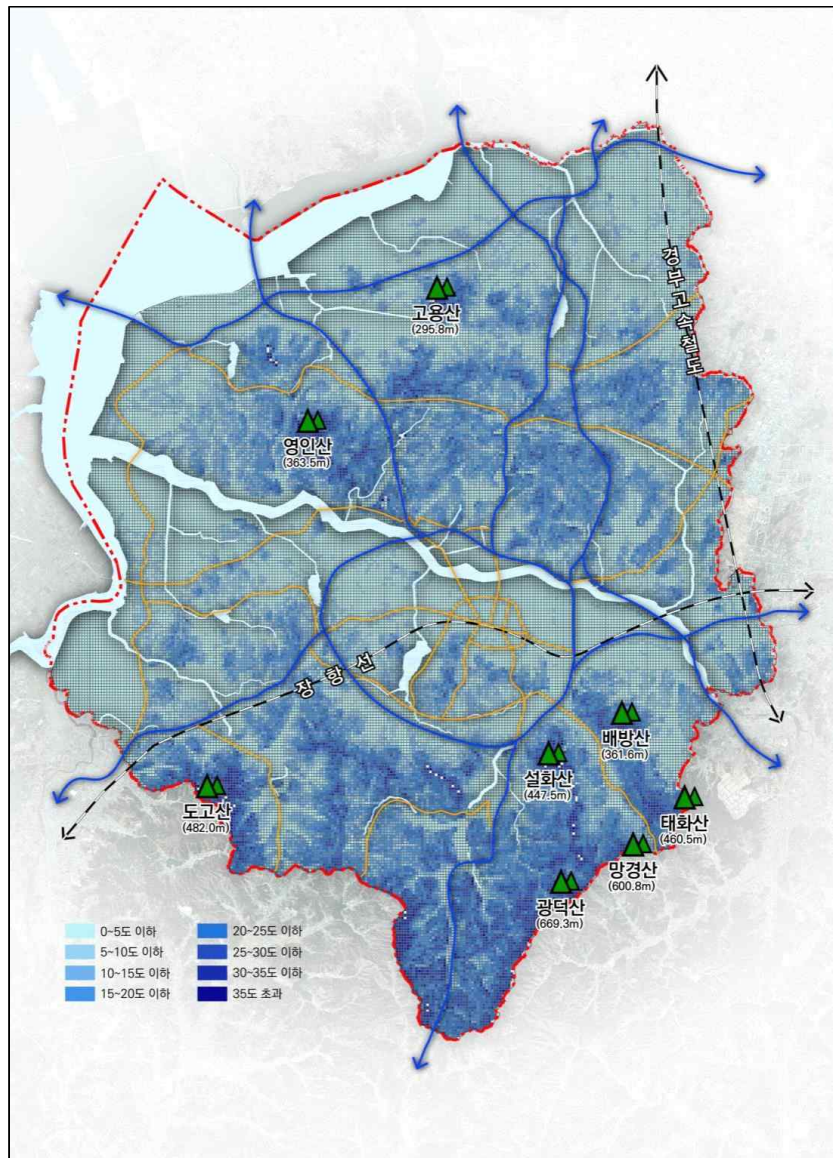 경부고속철도
고용산
(295.8m)
영인산
(363.5m)
장항선
배방산
(361.6m)
설화산
(447.5m)
도고산
(482.0m)
태화산
(460.5m)
망경산
(600.8m)
광덕산
(669.3m)
0~5도 이하
5~10도 이하
10~15도 이하
15~20도 이하
20~25도 이하
25~30도 이하
30~35도 이하
35도 초과